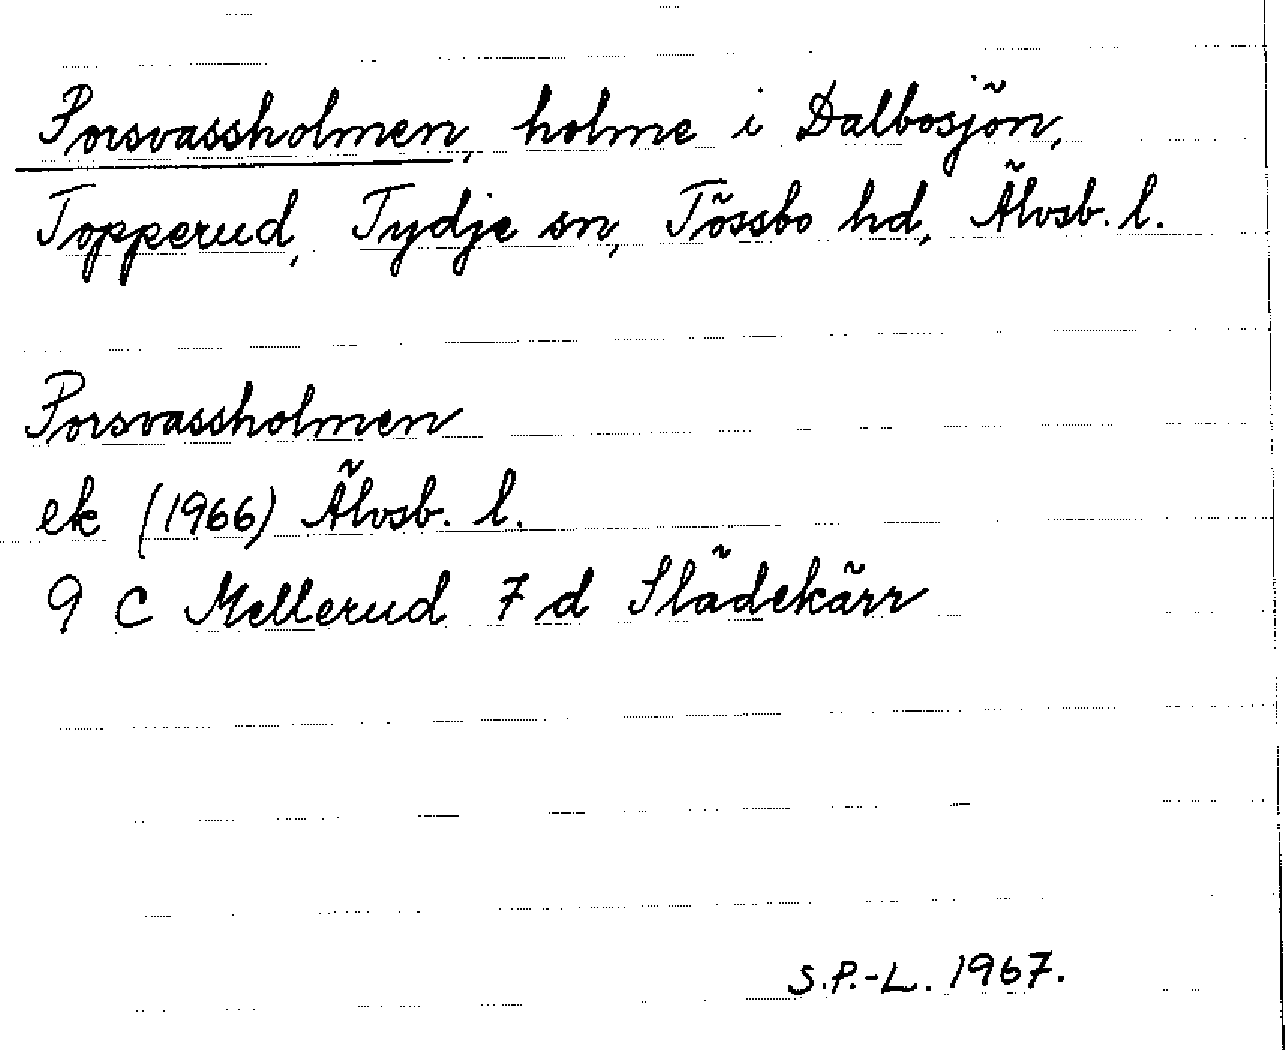 Porsvassholmen, holme i Dalbosjön,
Topperud, Tydje sn, Tössbo hd, Älvsb. l.
Porsvassholmen
ek (1966) Älvsb. l.
9 C Mellerud 7 d Slädekärr
S.P.-L. 1967.